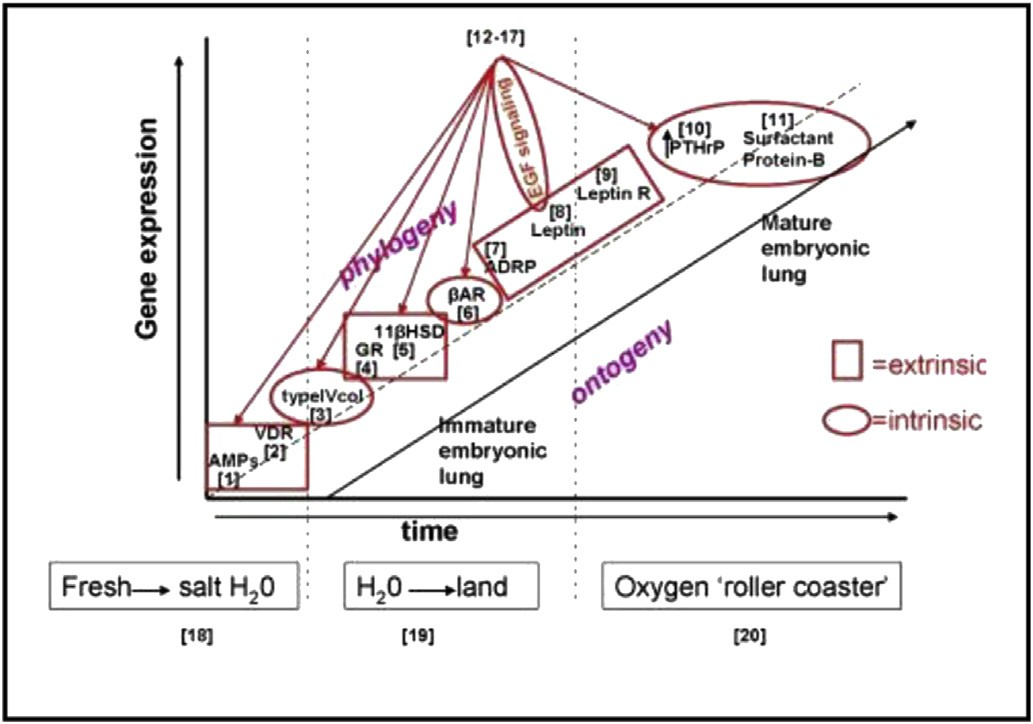 [12-17]
EGF signaling
[10]
PTHrP
[11]
Surfactant
Protein-B
[9]
Leptin R
[8]
Leptin
[7]
ADRP
phylogeny
Gene expression
βAR
[6]
11βHSD
GR [5]
[4]
typeIVcol
[3]
VDR
[2]
AMPs
[1]
Mature
embryonic
lung
ontogeny
Immature
embryonic
lung
=extrinsic
=intrinsic
time
Fresh→ salt H₂0
H₂0 →land
Oxygen ‘roller coaster’
[18]
[19]
[20]